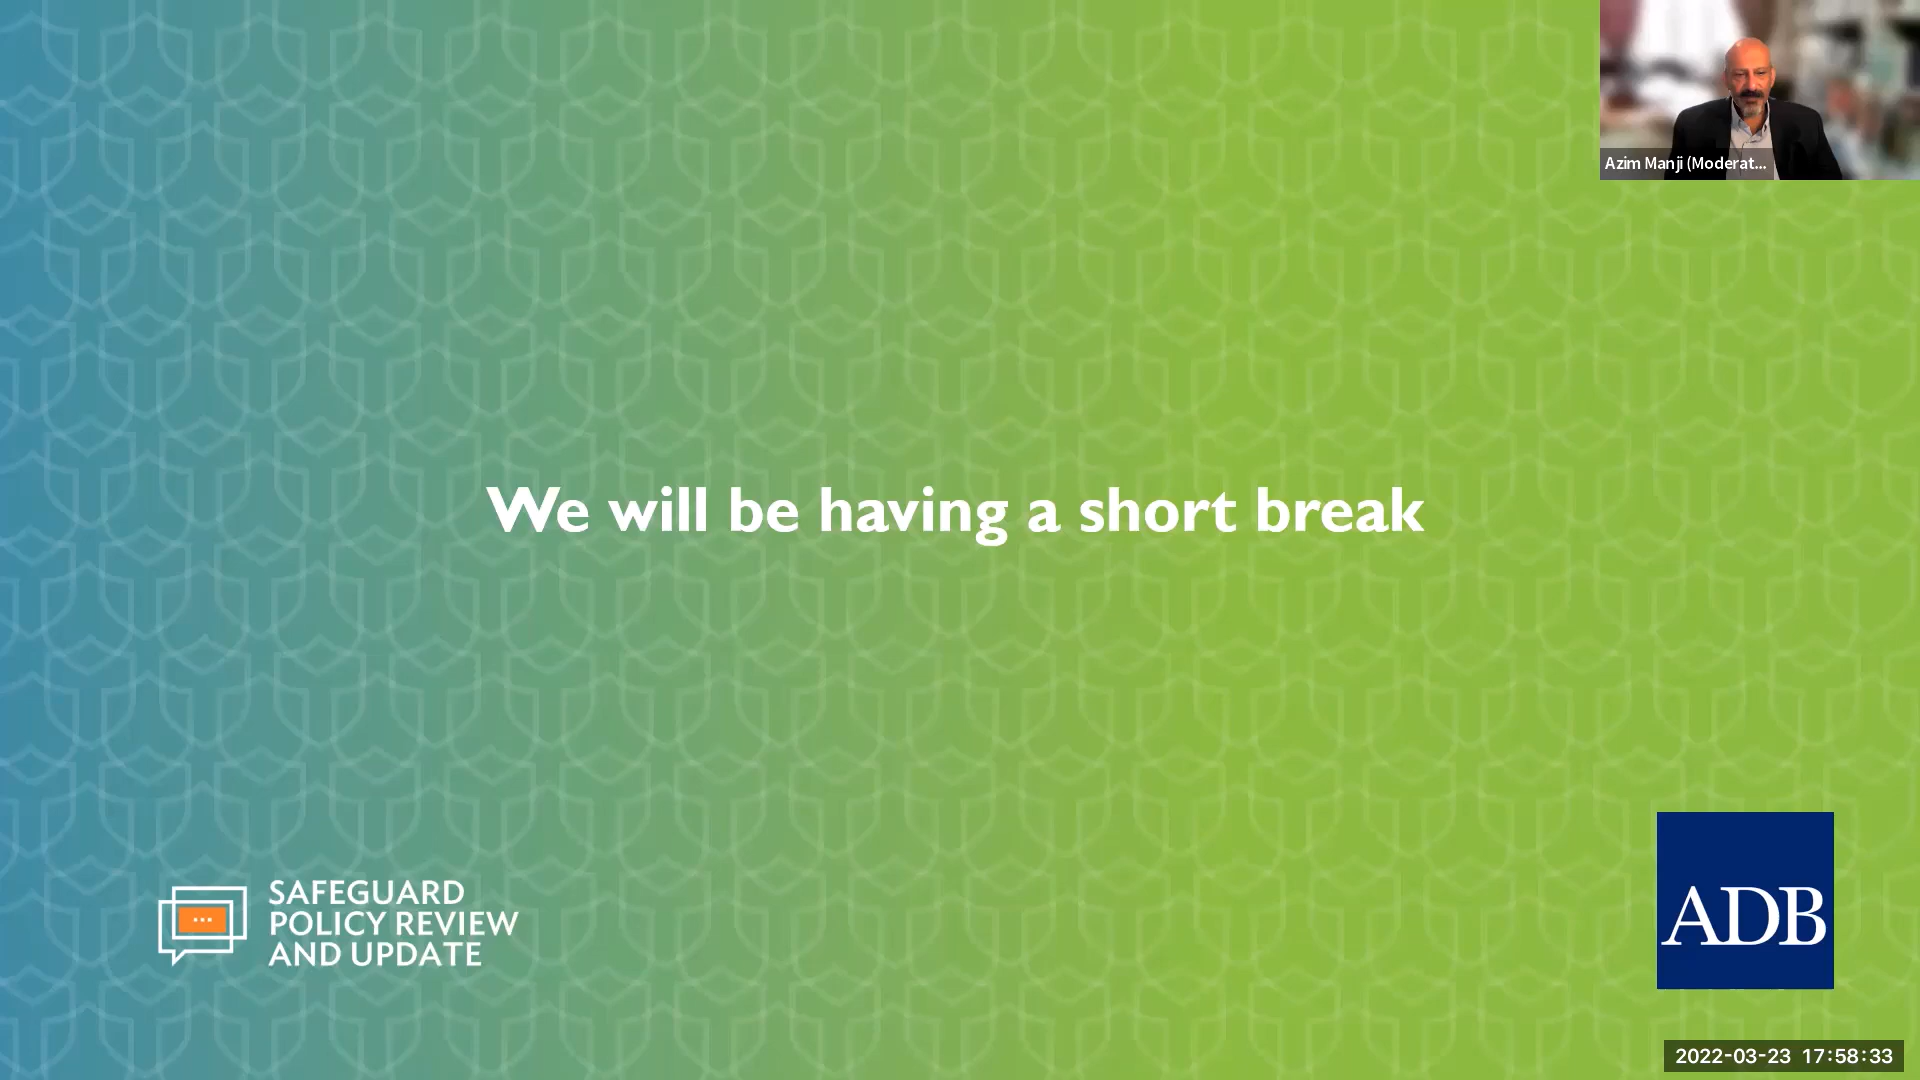 Azim Manji (Moderat...
We will be having a short break
SAFEGUARD
POLICY REVIEW
AND UPDATE
ADB
2022-03-23 17:58:33